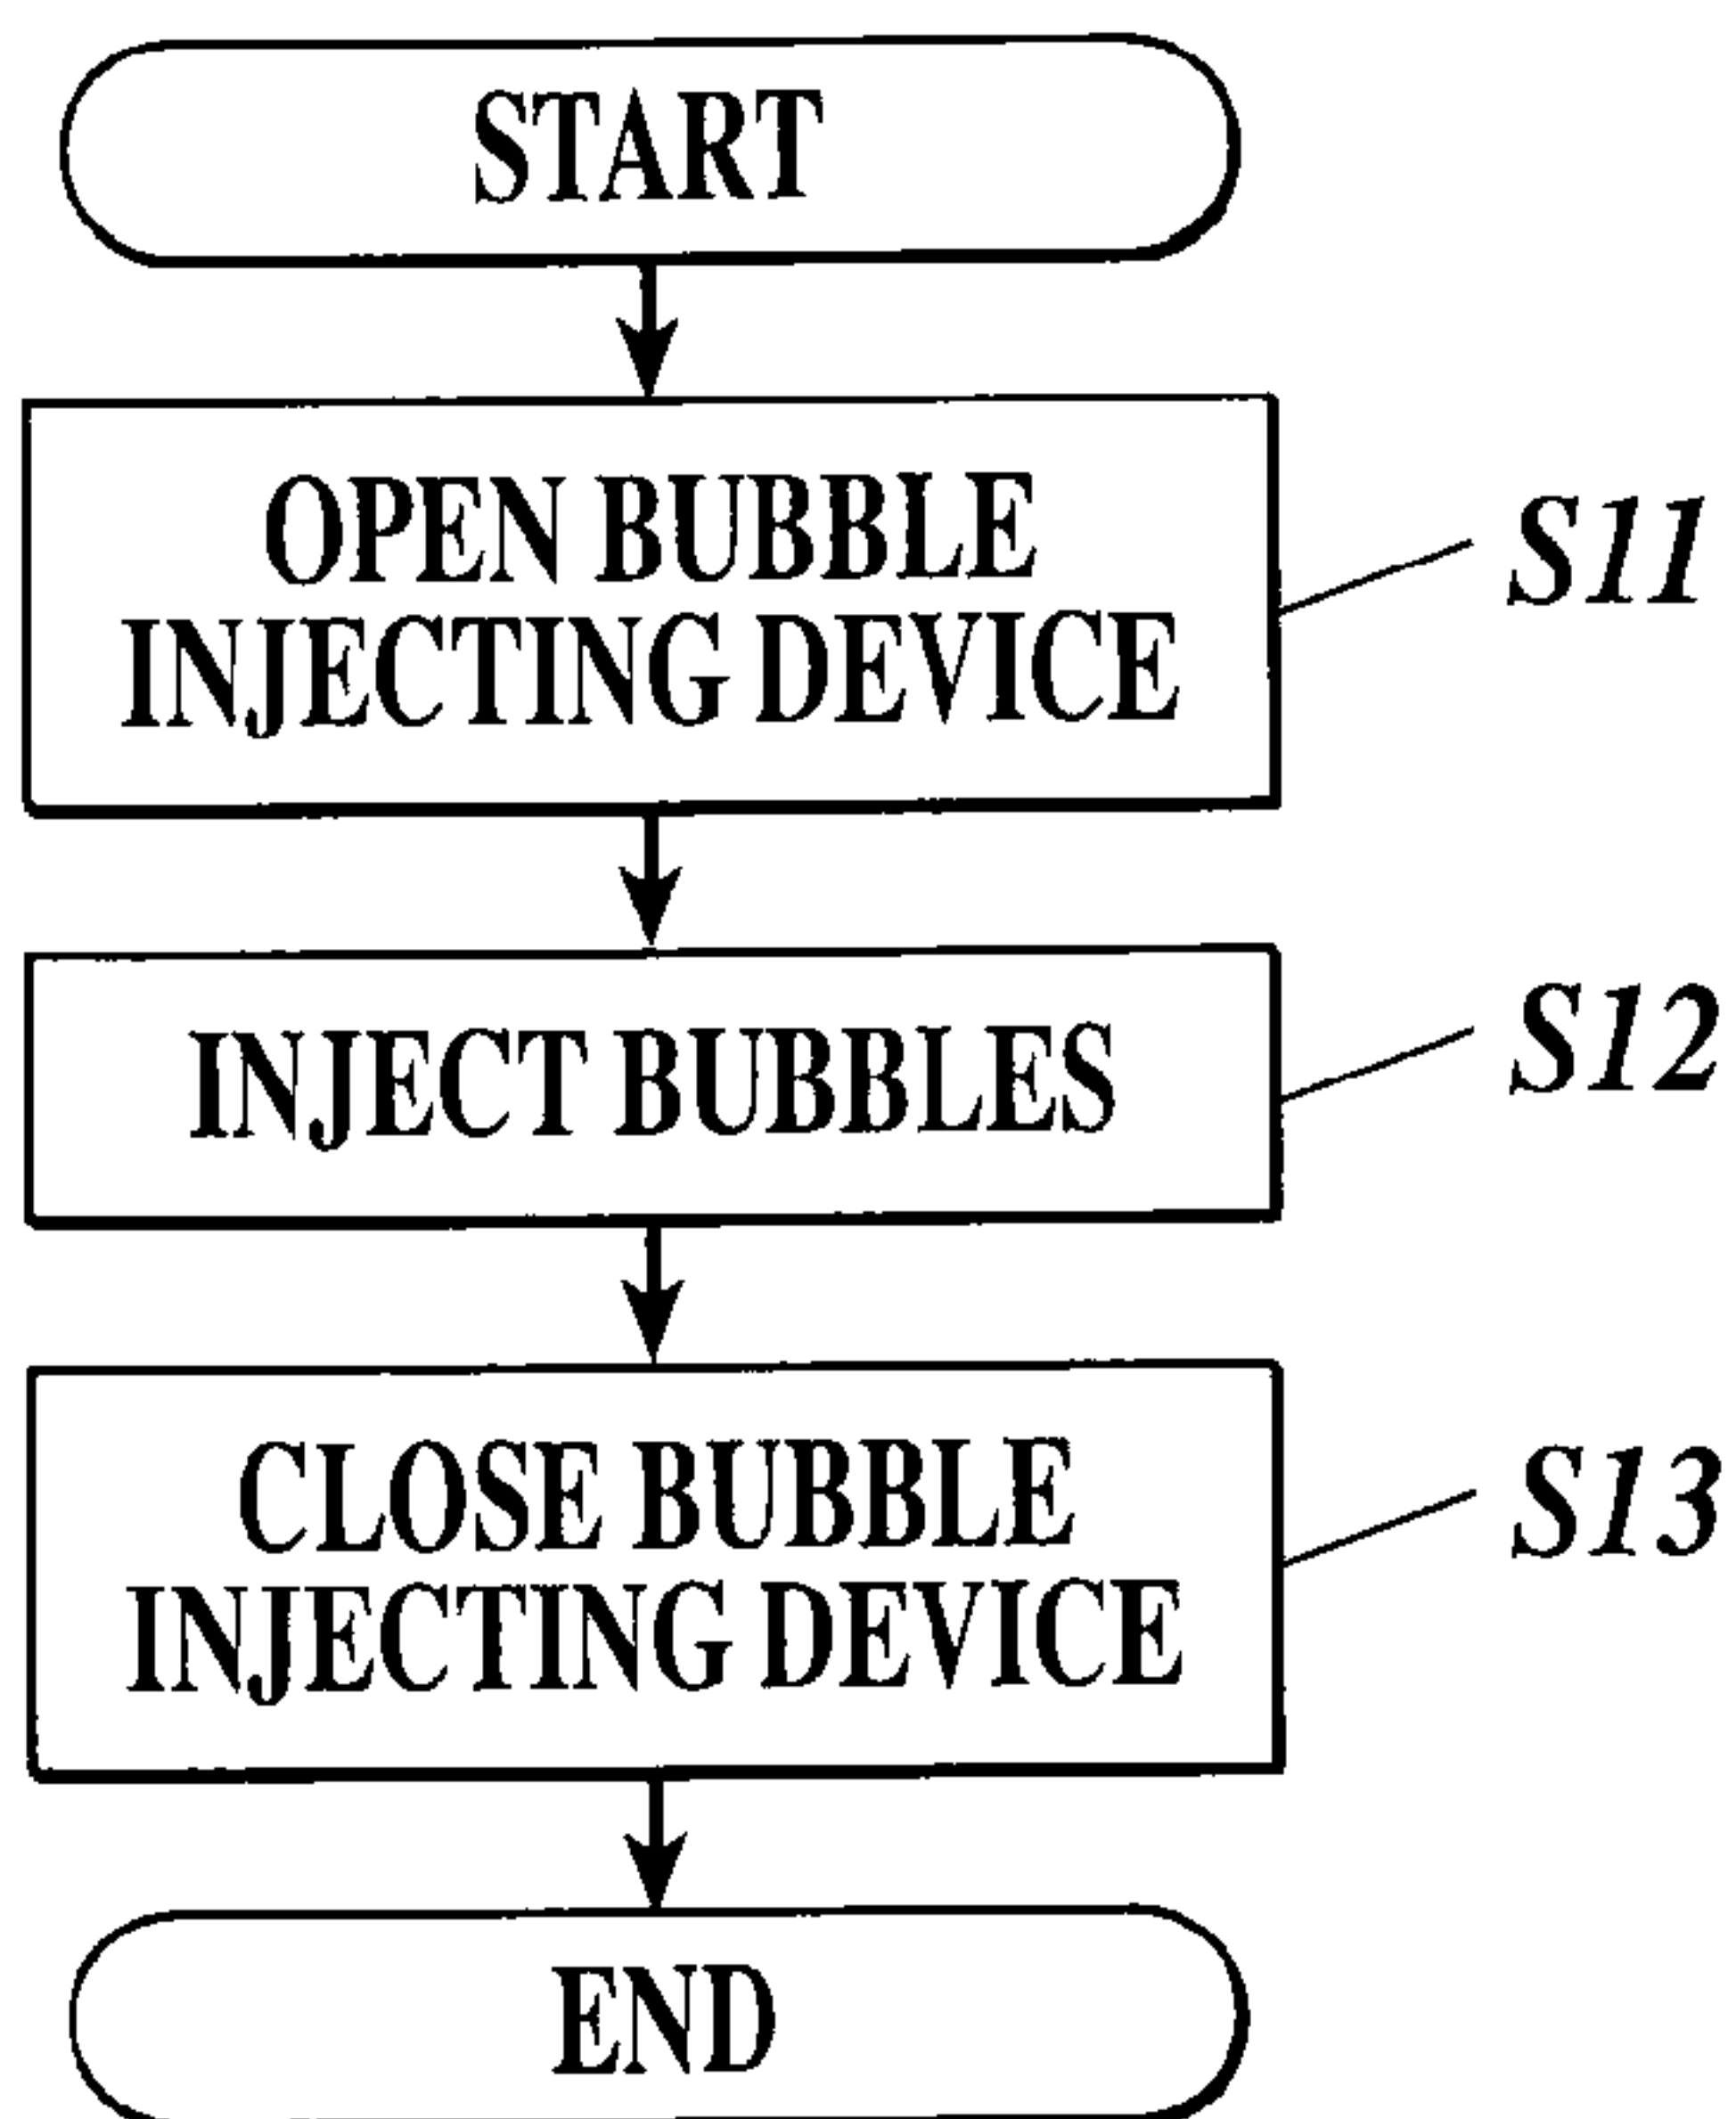 START
OPEN BUBBLE
INJECTING DEVICE
S11
INJECT BUBBLES
S12
CLOSE BUBBLE
INJECTING DEVICE
S13
END